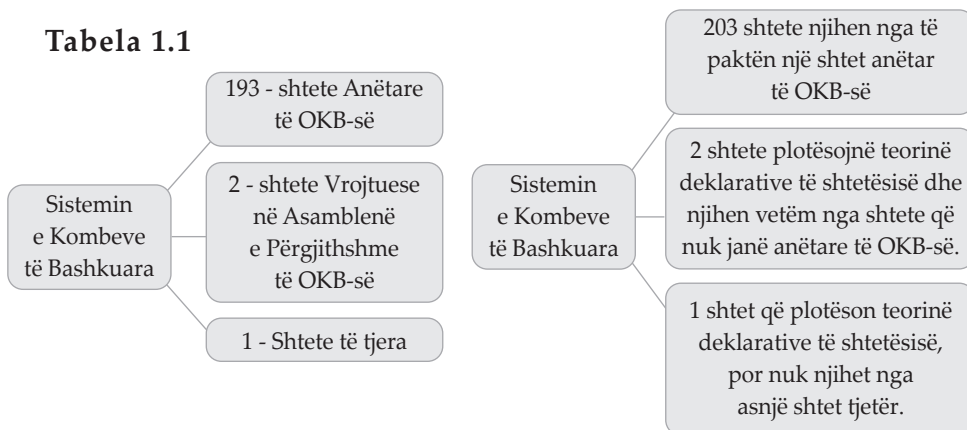 Tabela 1.1
Sistemin
e Kombeve
të Bashkuara
193 - shtete Anëtare
të OKB-së
2 - shtete Vrojtuese
në Asamblenë
e Përgjithshme
të OKB-së
1 - Shtete të tjera
Sistemin
e Kombeve
të Bashkuara
203 shtete njihen nga të
paktën një shtet anëtar
të OKB-së
2 shtete plotësojnë teorinë
deklarative të shtetësisë dhe
njihen vetëm nga shtete që
nuk janë anëtare të OKB-së.
1 shtet që plotëson teorinë
deklarative të shtetësisë,
por nuk njihet nga
asnjë shtet tjetër.